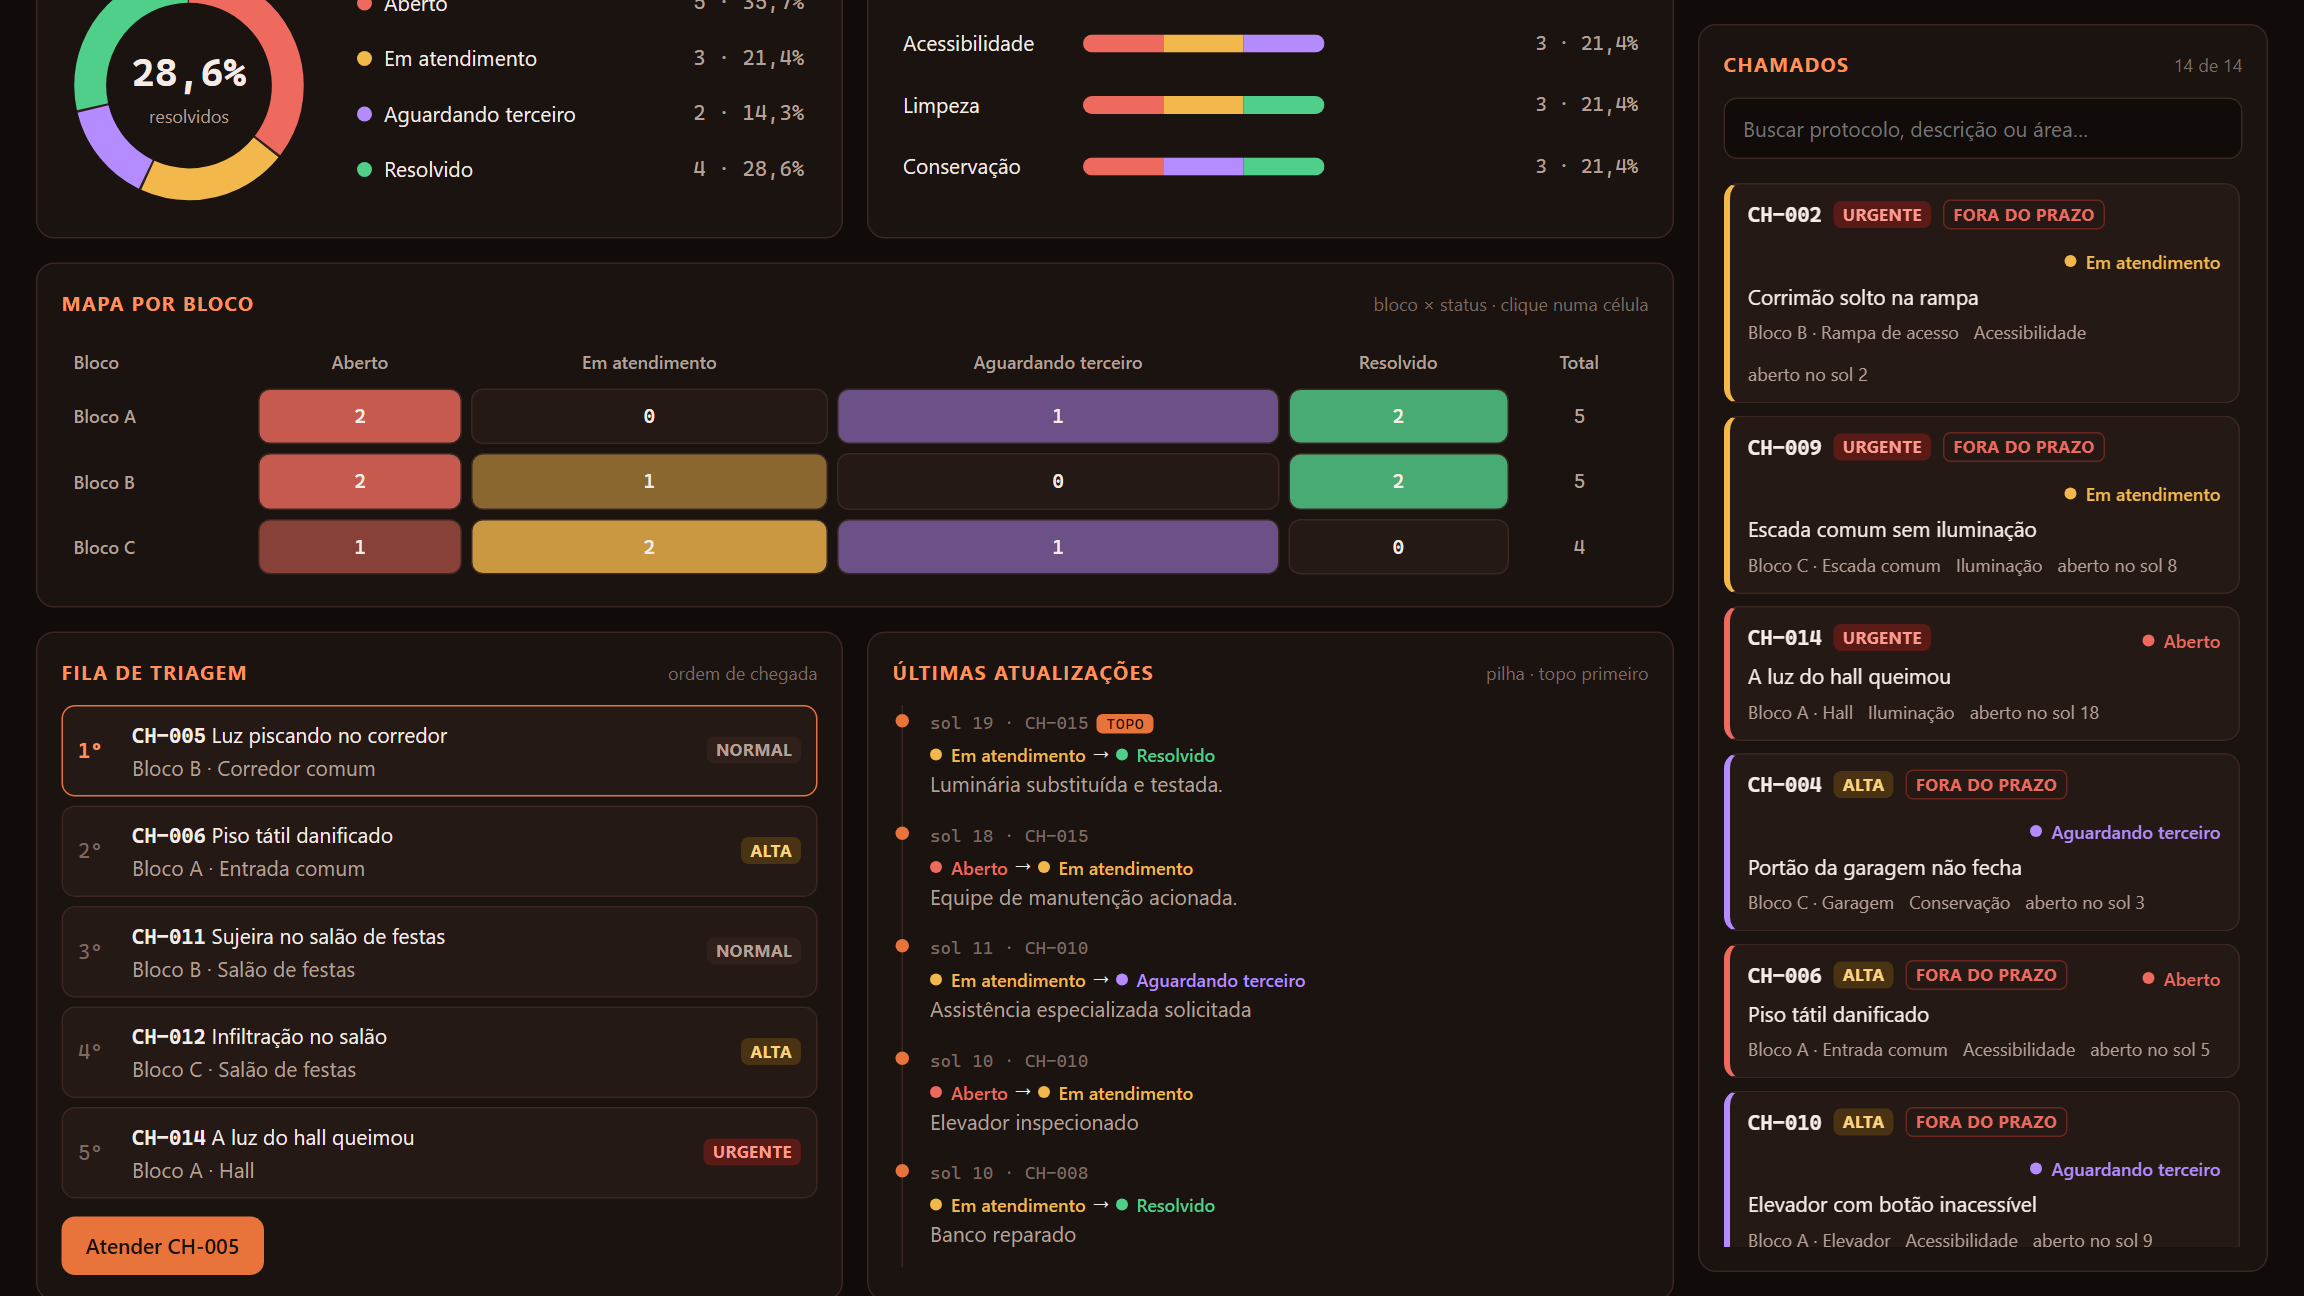 Aberto 5 · 35,7%
28,6%
resolvidos
Em atendimento 3 · 21,4%
Aguardando terceiro 2 · 14,3%
Resolvido 4 · 28,6%
Acessibilidade 3 · 21,4%
Limpeza 3 · 21,4%
Conservação 3 · 21,4%
MAPA POR BLOCO
bloco × status · clique numa célula
Bloco Aberto Em atendimento Aguardando terceiro Resolvido Total
Bloco A 2 0 1 2 5
Bloco B 2 1 0 2 5
Bloco C 1 2 1 0 4
FILA DE TRIAGEM
ordem de chegada
1º CH-005 Luz piscando no corredor
Bloco B · Corredor comum
NORMAL
2º CH-006 Piso tátil danificado
Bloco A · Entrada comum
ALTA
3º CH-011 Sujeira no salão de festas
Bloco B · Salão de festas
NORMAL
4º CH-012 Infiltração no salão
Bloco C · Salão de festas
ALTA
5º CH-014 A luz do hall queimou
Bloco A · Hall
URGENTE
Atender CH-005
ÚLTIMAS ATUALIZAÇÕES
pilha · topo primeiro
sol 19 · CH-015 TOPO
Em atendimento → Resolvido
Luminária substituída e testada.
sol 18 · CH-015
Aberto → Em atendimento
Equipe de manutenção acionada.
sol 11 · CH-010
Em atendimento → Aguardando terceiro
Assistência especializada solicitada
sol 10 · CH-010
Aberto → Em atendimento
Elevador inspecionado
sol 10 · CH-008
Em atendimento → Resolvido
Banco reparado
CHAMADOS
14 de 14
Buscar protocolo, descrição ou área...
CH-002 URGENTE FORA DO PRAZO
Em atendimento
Corrimão solto na rampa
Bloco B · Rampa de acesso Acessibilidade
aberto no sol 2
CH-009 URGENTE FORA DO PRAZO
Em atendimento
Escada comum sem iluminação
Bloco C · Escada comum Iluminação aberto no sol 8
CH-014 URGENTE Aberto
A luz do hall queimou
Bloco A · Hall Iluminação aberto no sol 18
CH-004 ALTA FORA DO PRAZO
Aguardando terceiro
Portão da garagem não fecha
Bloco C · Garagem Conservação aberto no sol 3
CH-006 ALTA FORA DO PRAZO Aberto
Piso tátil danificado
Bloco A · Entrada comum Acessibilidade aberto no sol 5
CH-010 ALTA FORA DO PRAZO
Aguardando terceiro
Elevador com botão inacessível
Bloco A · Elevador Acessibilidade aberto no sol 9